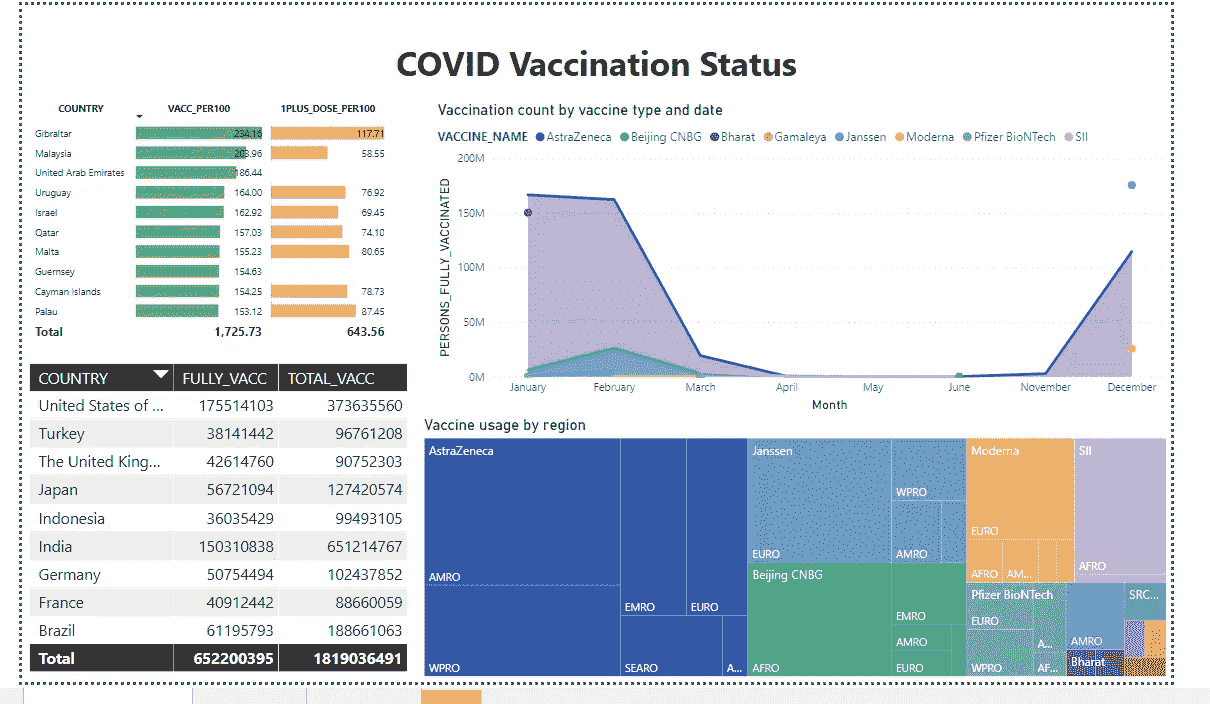 COVID Vaccination Status
COUNTRY VACC_PER100 1PLUS_DOSE_PER100
Gibraltar 234.16 117.71
Malaysia 203.96 58.55
United Arab Emirates 186.44
Uruguay 164.00 76.92
Israel 162.92 69.45
Qatar 157.03 74.10
Malta 155.23 80.65
Guernsey 154.63
Cayman Islands 154.25 78.73
Palau 153.12 87.45
Total 1,725.73 643.56
COUNTRY FULLY_VACC TOTAL_VACC
United States of ... 175514103 373635560
Turkey 38141442 96761208
The United King... 42614760 90752303
Japan 56721094 127420574
Indonesia 36035429 99493105
India 150310838 651214767
Germany 50754494 102437852
France 40912442 88660059
Brazil 61195793 188661063
Total 652200395 1819036491
Vaccination count by vaccine type and date
VACCINE_NAME AstraZeneca Beijing CNBG Bharat Gamaleya Janssen Moderna Pfizer BioNTech SII
PERSONS_FULLY_VACCINATED
200M
150M
100M
50M
0M
January February March April May June November December
Month
Vaccine usage by region
AstraZeneca
AMRO
WPRO
EMRO
EURO
SEARO
A...
Janssen
EURO
WPRO
AMRO
Beijing CNBG
AFRO
EMRO
AMRO
EURO
Moderna
EURO
AFRO
AM...
SII
AFRO
Pfizer BioNTech
EURO
WPRO
A...
AF...
AMRO
SRC...
Bharat